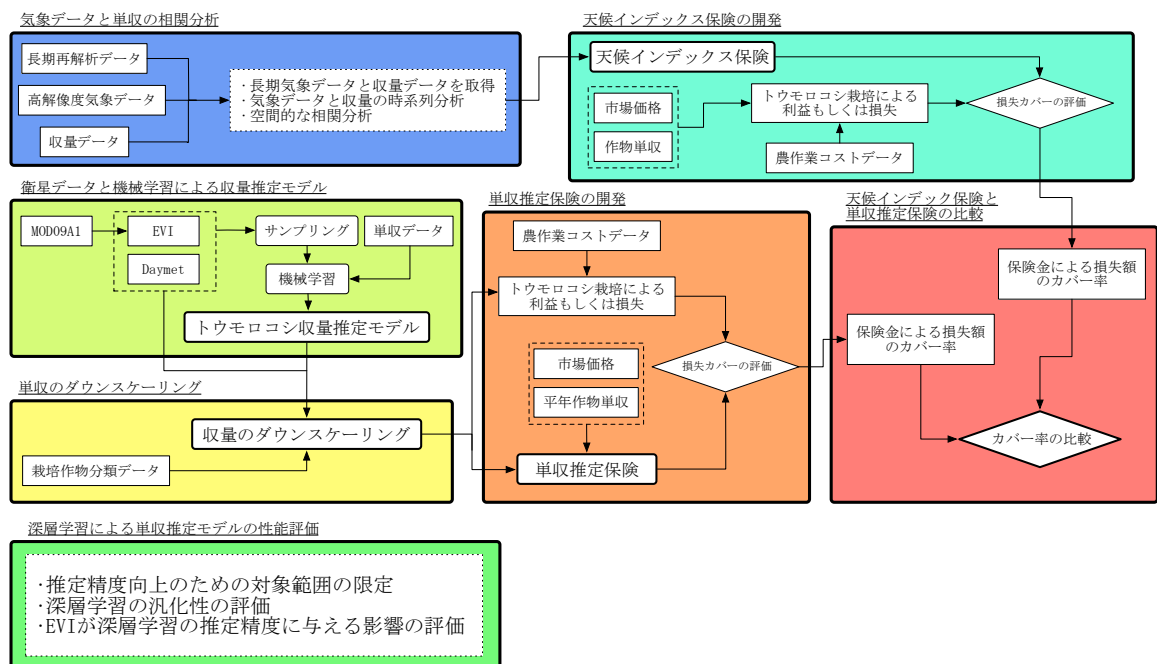 気象データと単収の相関分析
長期再解析データ
高解像度気象データ
収量データ
・長期気象データと収量データを取得
・気象データと収量の時系列分析
・空間的な相関分析
天候インデックス保険の開発
天候インデックス保険
市場価格
作物単収
トウモロコシ栽培による
利益もしくは損失
農作業コストデータ
損失カバーの評価
衛星データと機械学習による収量推定モデル
MOD09A1
EVI
Daymet
サンプリング
単収データ
機械学習
トウモロコシ収量推定モデル
単収のダウンスケーリング
収量のダウンスケーリング
栽培作物分類データ
単収推定保険の開発
農作業コストデータ
トウモロコシ栽培による
利益もしくは損失
市場価格
平年作物単収
損失カバーの評価
単収推定保険
天候インデック保険と
単収推定保険の比較
保険金による損失額
のカバー率
保険金による損失額
のカバー率
カバー率の比較
深層学習による単収推定モデルの性能評価
・推定精度向上のための対象範囲の限定
・深層学習の汎化性の評価
・EVIが深層学習の推定精度に与える影響の評価